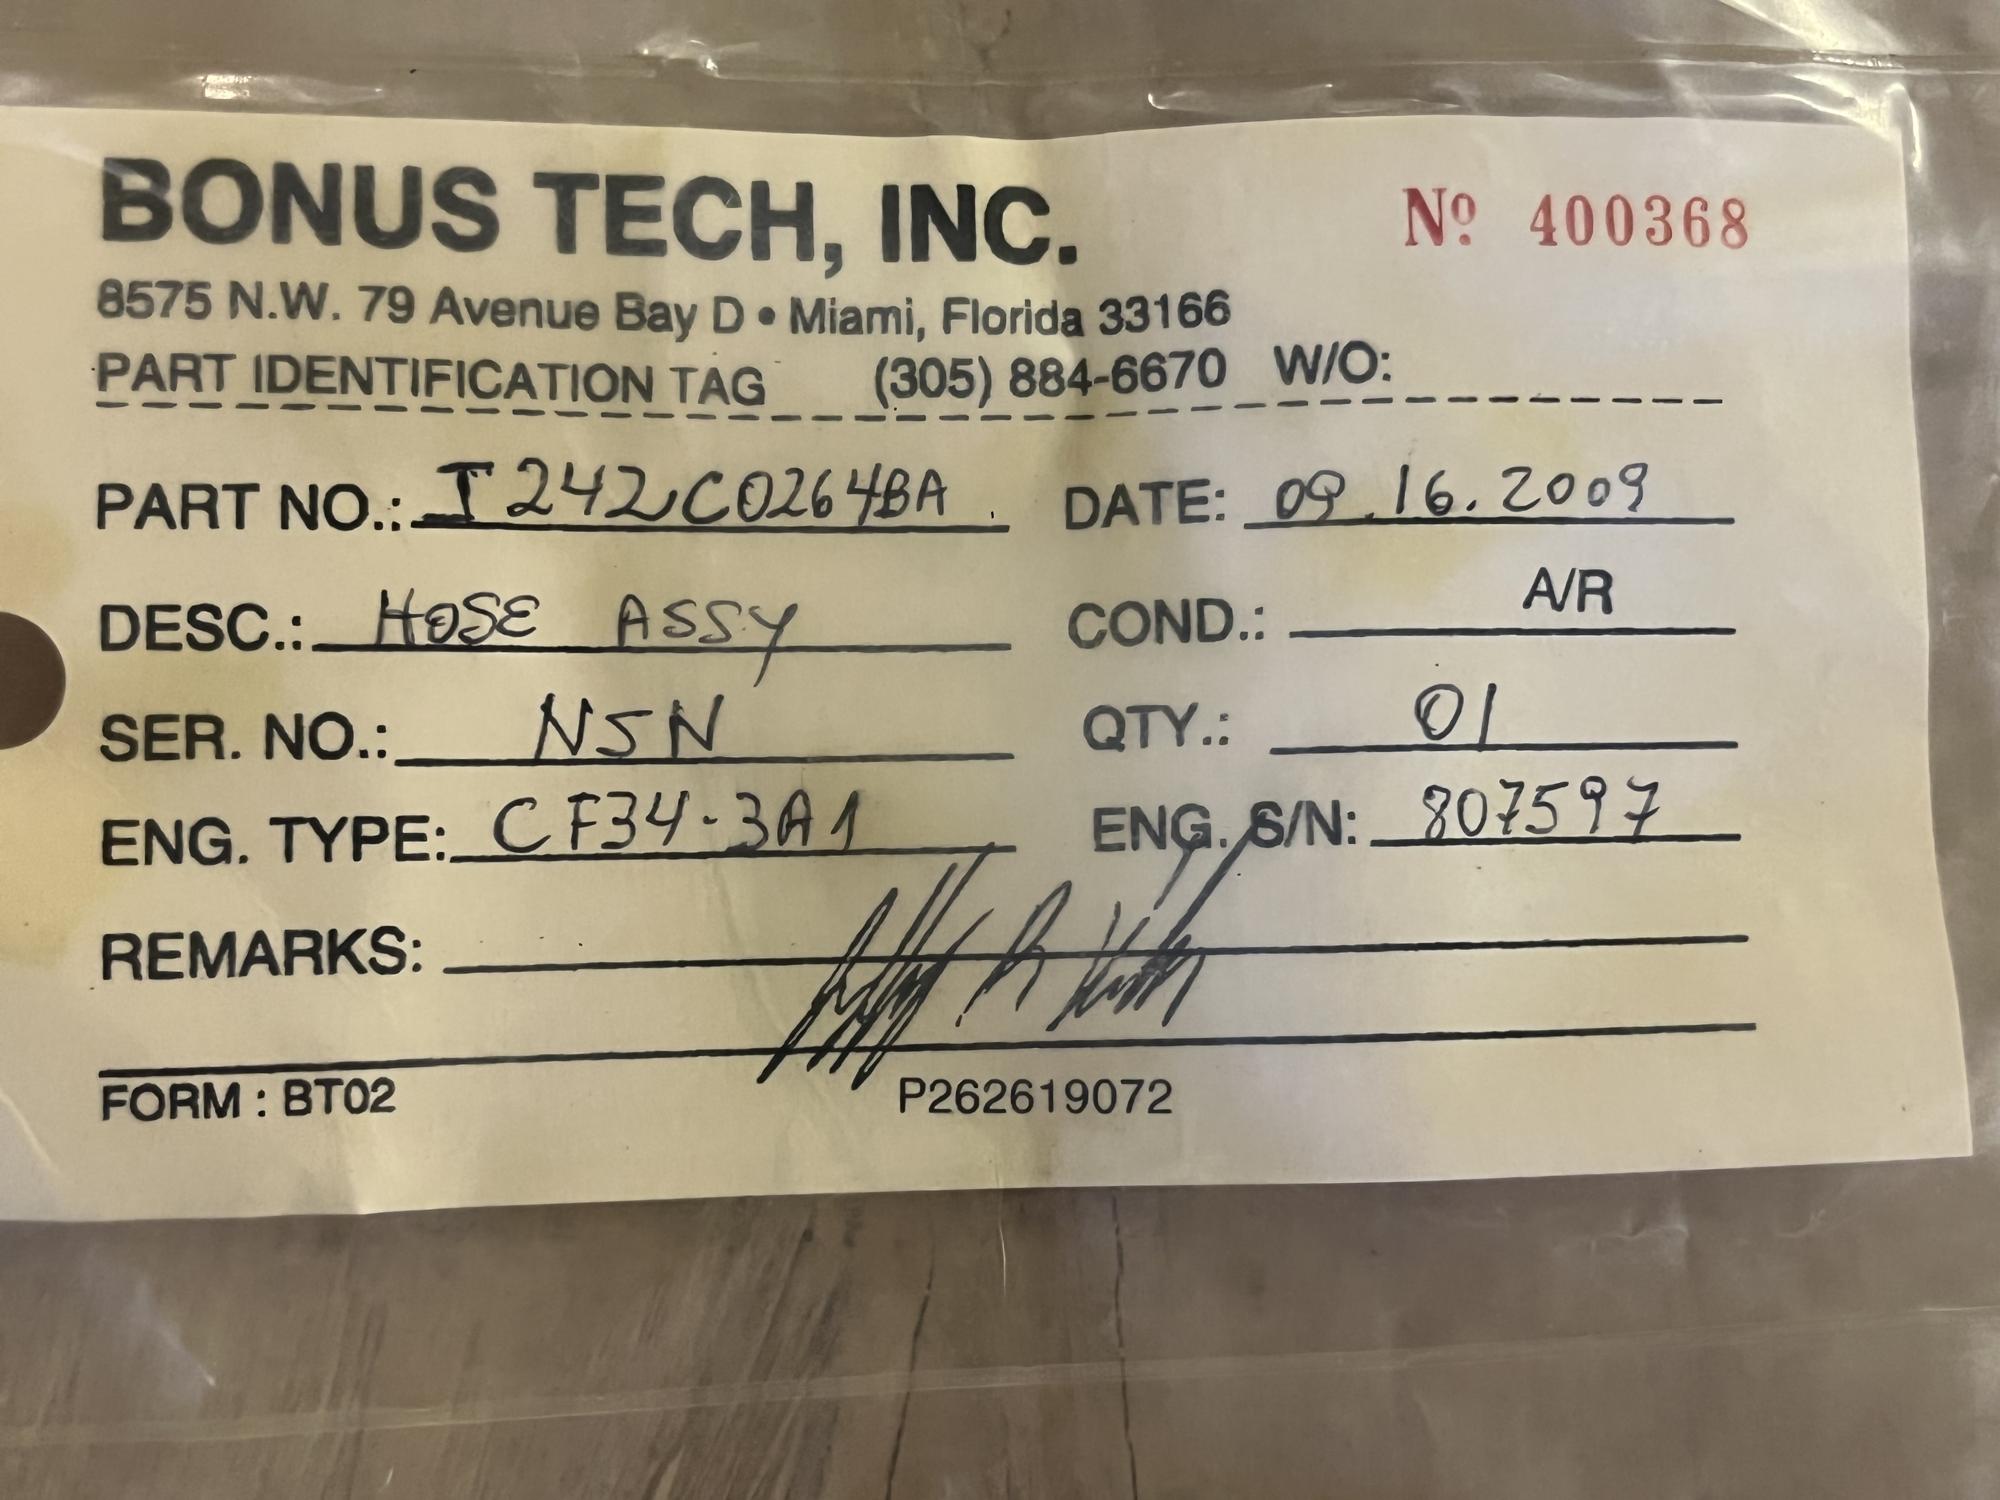 BONUS TECH, INC. Nº 400368
8575 N.W. 79 Avenue Bay D • Miami, Florida 33166
PART IDENTIFICATION TAG (305) 884-6670 W/O:
PART NO.: I242C0264BA. DATE: 09.16.2009
DESC.: HOSE ASSY COND.: A/R
SER. NO.: NSN QTY.: 01
ENG. TYPE: CF34-3A1 ENG. S/N: 807597
REMARKS:
FORM : BT02 P262619072